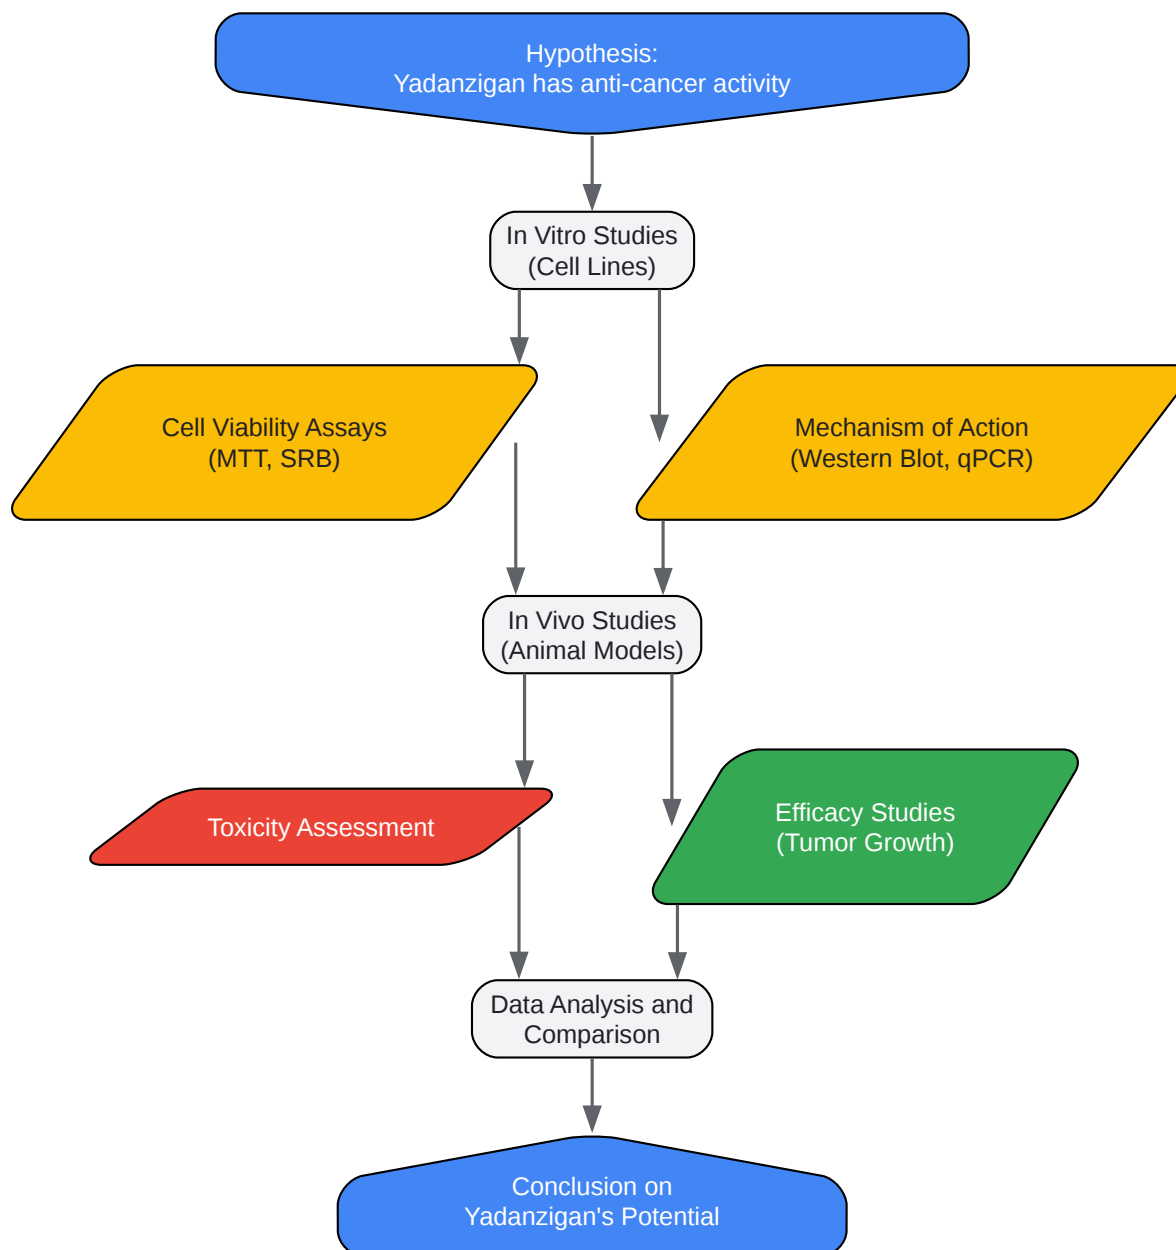 Hypothesis:
Yadanzigan has anti-cancer activity
In Vitro Studies
(Cell Lines)
Cell Viability Assays
(MTT, SRB)
Mechanism of Action
(Western Blot, qPCR)
In Vivo Studies
(Animal Models)
Toxicity Assessment
Efficacy Studies
(Tumor Growth)
Data Analysis and
Comparison
Conclusion on
Yadanzigan's Potential